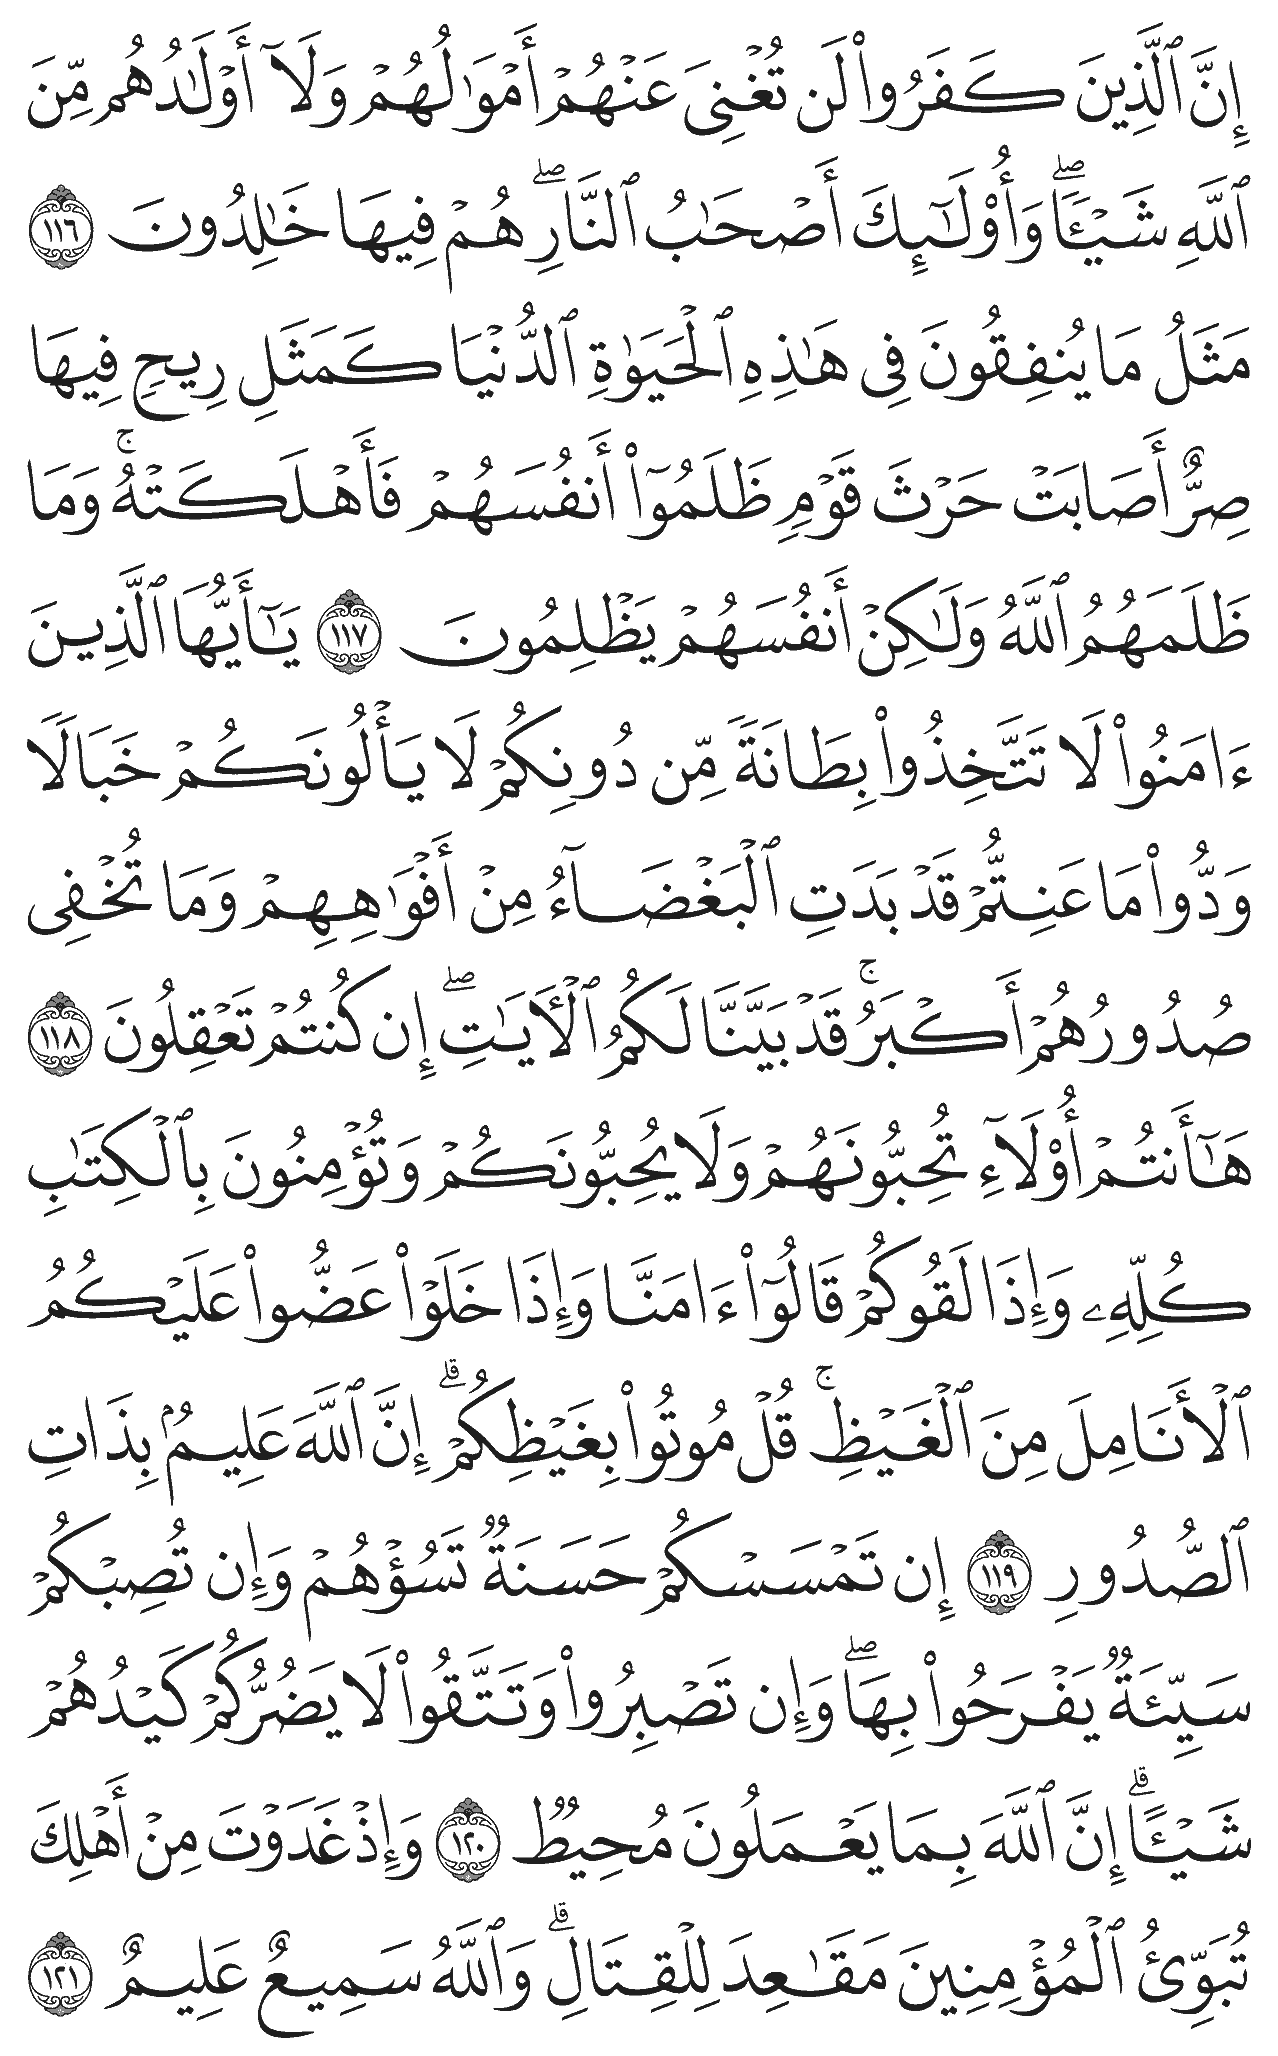 إِنَّ ٱلَّذِينَ كَفَرُوا۟ لَن تُغْنِىَ عَنْهُمْ أَمْوَٰلُهُمْ وَلَآ أَوْلَـٰدُهُم مِّنَ
ٱللَّهِ شَيْـًٔا ۖ وَأُو۟لَـٰٓئِكَ أَصْحَـٰبُ ٱلنَّارِ ۖ هُمْ فِيهَا خَـٰلِدُونَ ١١٦
مَثَلُ مَا يُنفِقُونَ فِى هَـٰذِهِ ٱلْحَيَوٰةِ ٱلدُّنْيَا كَمَثَلِ رِيحٍ فِيهَا
صِرٌّ أَصَابَتْ حَرْثَ قَوْمٍ ظَلَمُوٓا۟ أَنفُسَهُمْ فَأَهْلَكَتْهُ ۚ وَمَا
ظَلَمَهُمُ ٱللَّهُ وَلَـٰكِنْ أَنفُسَهُمْ يَظْلِمُونَ ١١٧ يَـٰٓأَيُّهَا ٱلَّذِينَ
ءَامَنُوا۟ لَا تَتَّخِذُوا۟ بِطَانَةً مِّن دُونِكُمْ لَا يَأْلُونَكُمْ خَبَالًا
وَدُّوا۟ مَا عَنِتُّمْ قَدْ بَدَتِ ٱلْبَغْضَآءُ مِنْ أَفْوَٰهِهِمْ وَمَا تُخْفِى
صُدُورُهُمْ أَكْبَرُ ۚ قَدْ بَيَّنَّا لَكُمُ ٱلْـَٔايَـٰتِ ۖ إِن كُنتُمْ تَعْقِلُونَ ١١٨
هَـٰٓأَنتُمْ أُو۟لَآءِ تُحِبُّونَهُمْ وَلَا يُحِبُّونَكُمْ وَتُؤْمِنُونَ بِٱلْكِتَـٰبِ
كُلِّهِۦ وَإِذَا لَقُوكُمْ قَالُوٓا۟ ءَامَنَّا وَإِذَا خَلَوْا۟ عَضُّوا۟ عَلَيْكُمُ
ٱلْأَنَامِلَ مِنَ ٱلْغَيْظِ ۚ قُلْ مُوتُوا۟ بِغَيْظِكُمْ ۗ إِنَّ ٱللَّهَ عَلِيمٌۢ بِذَاتِ
ٱلصُّدُورِ ١١٩ إِن تَمْسَسْكُمْ حَسَنَةٌ تَسُؤْهُمْ وَإِن تُصِبْكُمْ
سَيِّئَةٌ يَفْرَحُوا۟ بِهَا ۖ وَإِن تَصْبِرُوا۟ وَتَتَّقُوا۟ لَا يَضُرُّكُمْ كَيْدُهُمْ
شَيْـًٔا ۗ إِنَّ ٱللَّهَ بِمَا يَعْمَلُونَ مُحِيطٌ ١٢٠ وَإِذْ غَدَوْتَ مِنْ أَهْلِكَ
تُبَوِّئُ ٱلْمُؤْمِنِينَ مَقَـٰعِدَ لِلْقِتَالِ ۗ وَٱللَّهُ سَمِيعٌ عَلِيمٌ ١٢١